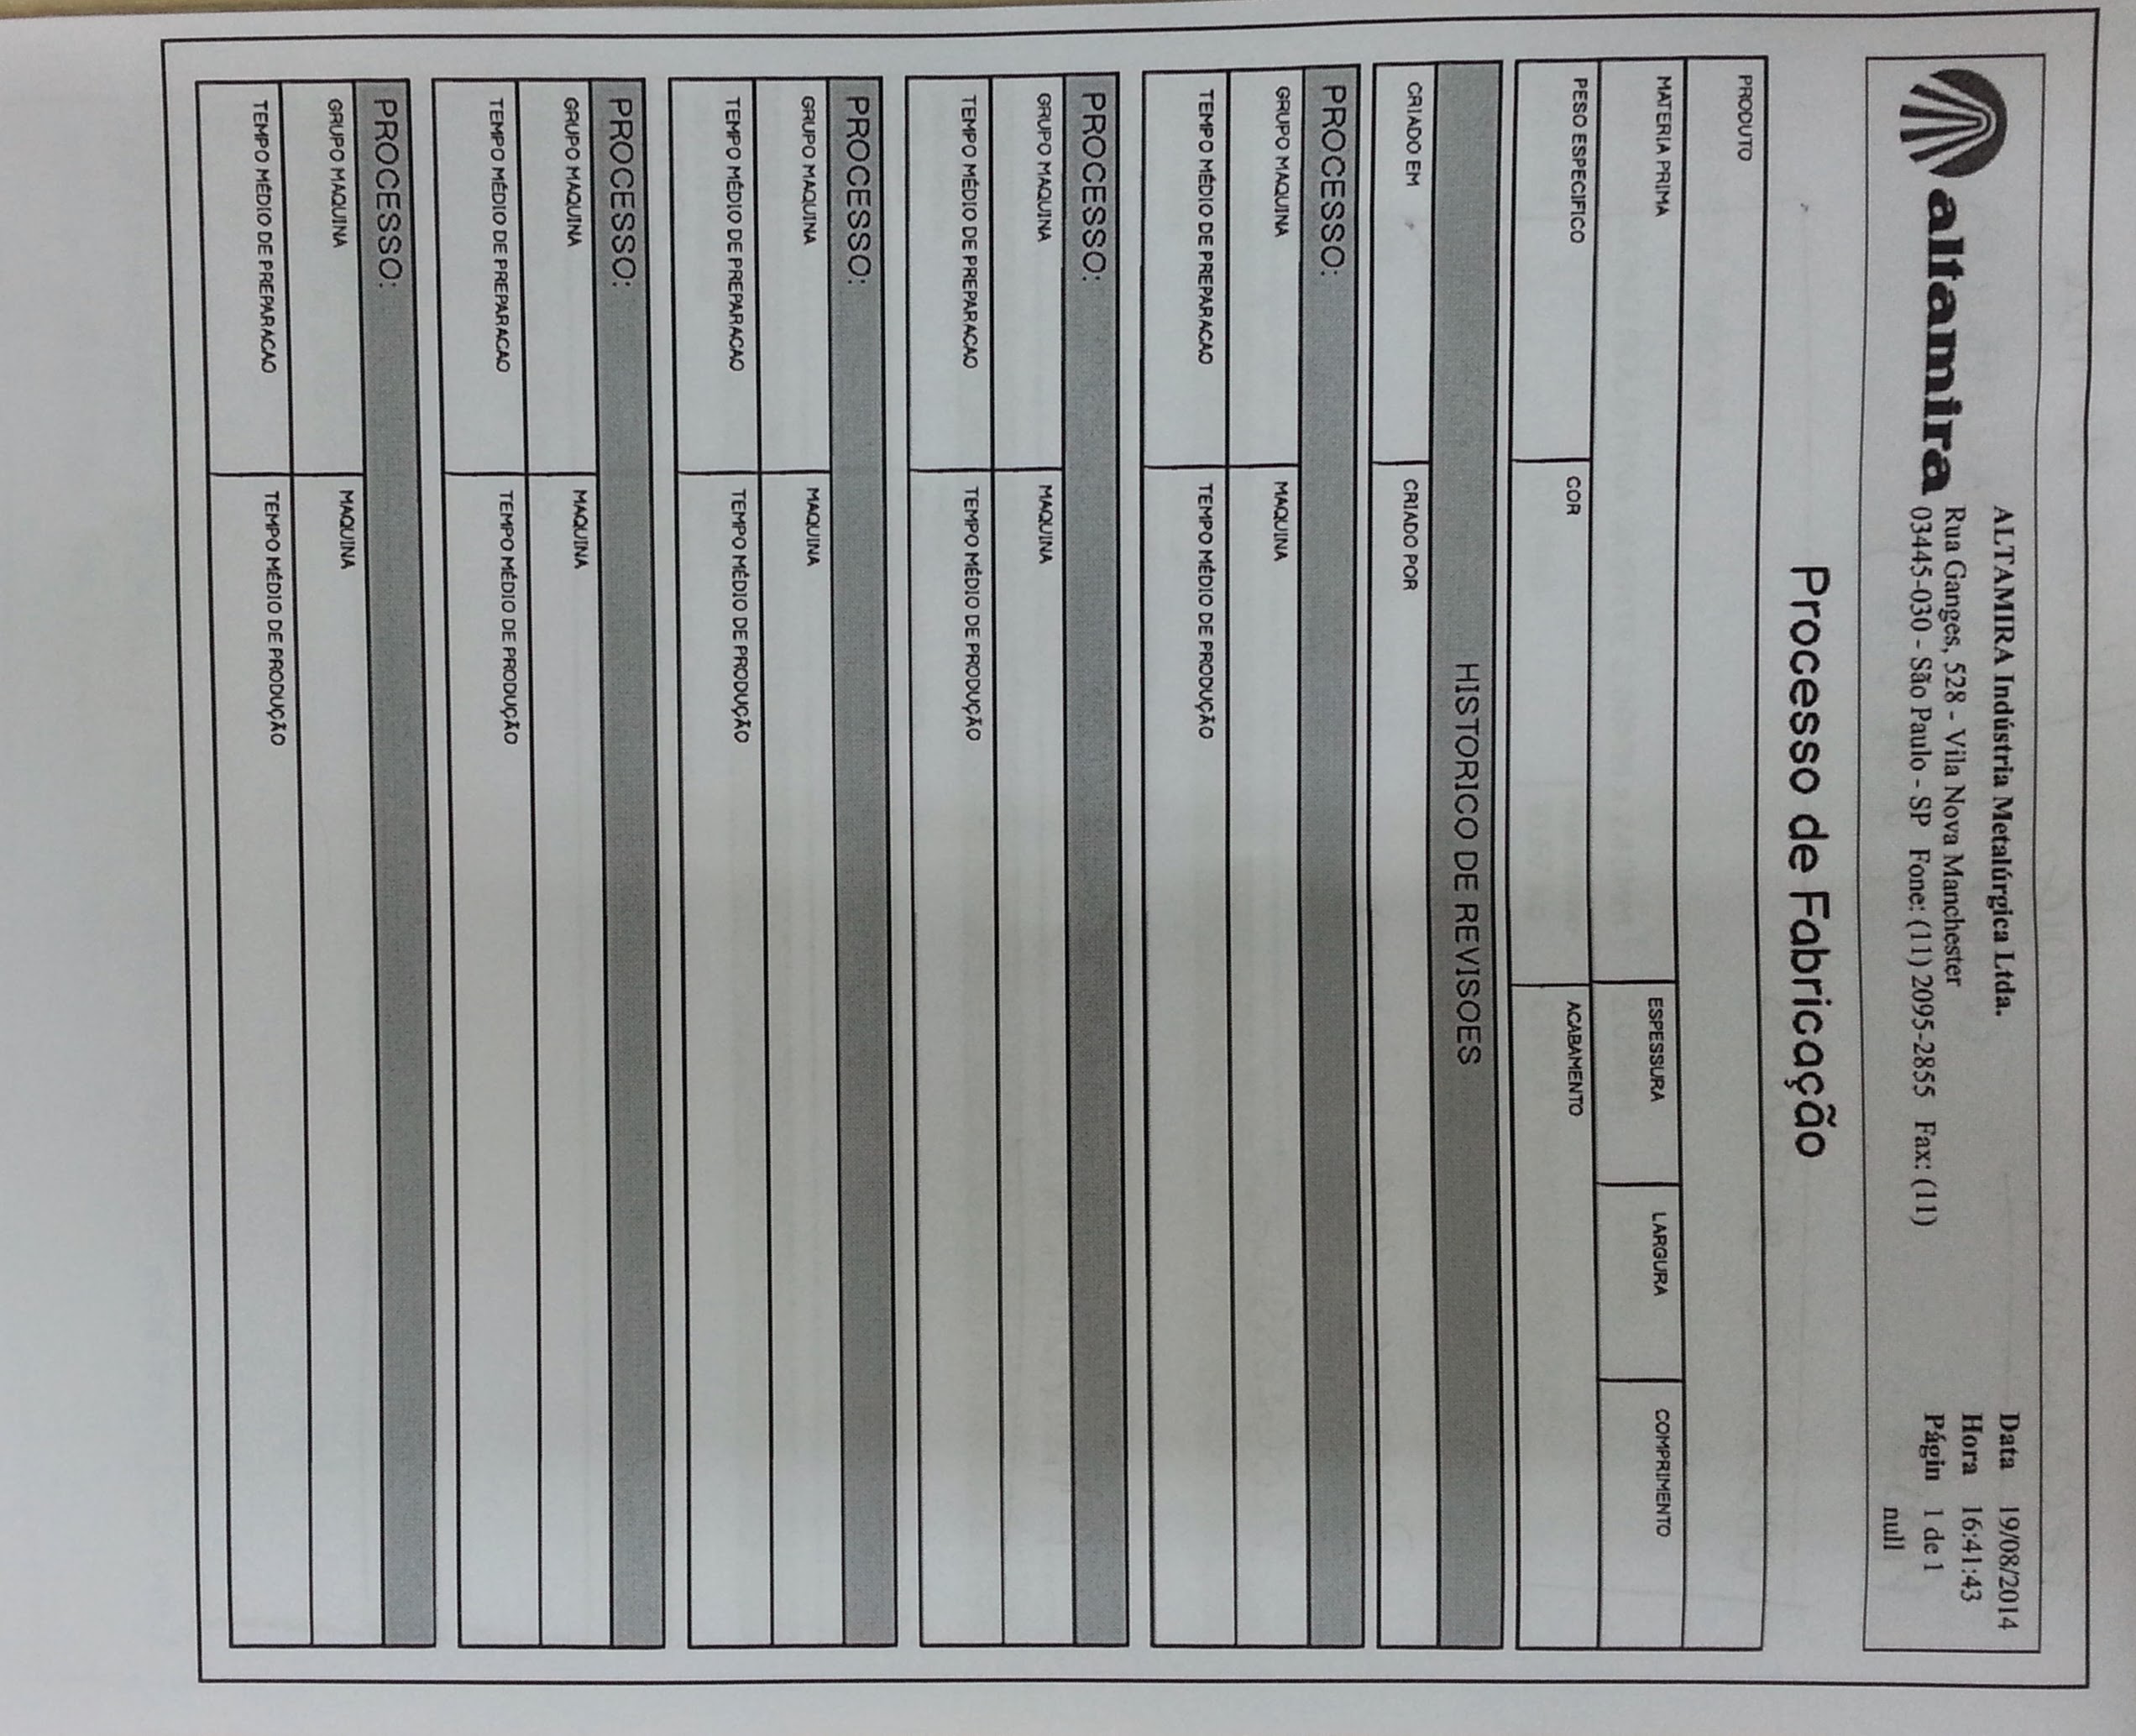 altamira
ALTAMIRA Indústria Metalúrgica Ltda.
Rua Ganges, 528 - Vila Nova Manchester
03445-030 - São Paulo - SP Fone: (11) 2095-2855 Fax: (11)
Data 19/08/2014
Hora 16:41:43
Págin 1 de 1
null
Processo de Fabricação
PRODUTO
MATERIA PRIMA ESPESSURA LARGURA COMPRIMENTO
PESO ESPECIFICO COR ACABAMENTO
HISTORICO DE REVISOES
CRIADO EM CRIADO POR
PROCESSO:
GRUPO MAQUINA MAQUINA
TEMPO MÉDIO DE PREPARACAO TEMPO MÉDIO DE PRODUÇÃO
PROCESSO:
GRUPO MAQUINA MAQUINA
TEMPO MÉDIO DE PREPARACAO TEMPO MÉDIO DE PRODUÇÃO
PROCESSO:
GRUPO MAQUINA MAQUINA
TEMPO MÉDIO DE PREPARACAO TEMPO MÉDIO DE PRODUÇÃO
PROCESSO:
GRUPO MAQUINA MAQUINA
TEMPO MÉDIO DE PREPARACAO TEMPO MÉDIO DE PRODUÇÃO
PROCESSO:
GRUPO MAQUINA MAQUINA
TEMPO MÉDIO DE PREPARACAO TEMPO MÉDIO DE PRODUÇÃO